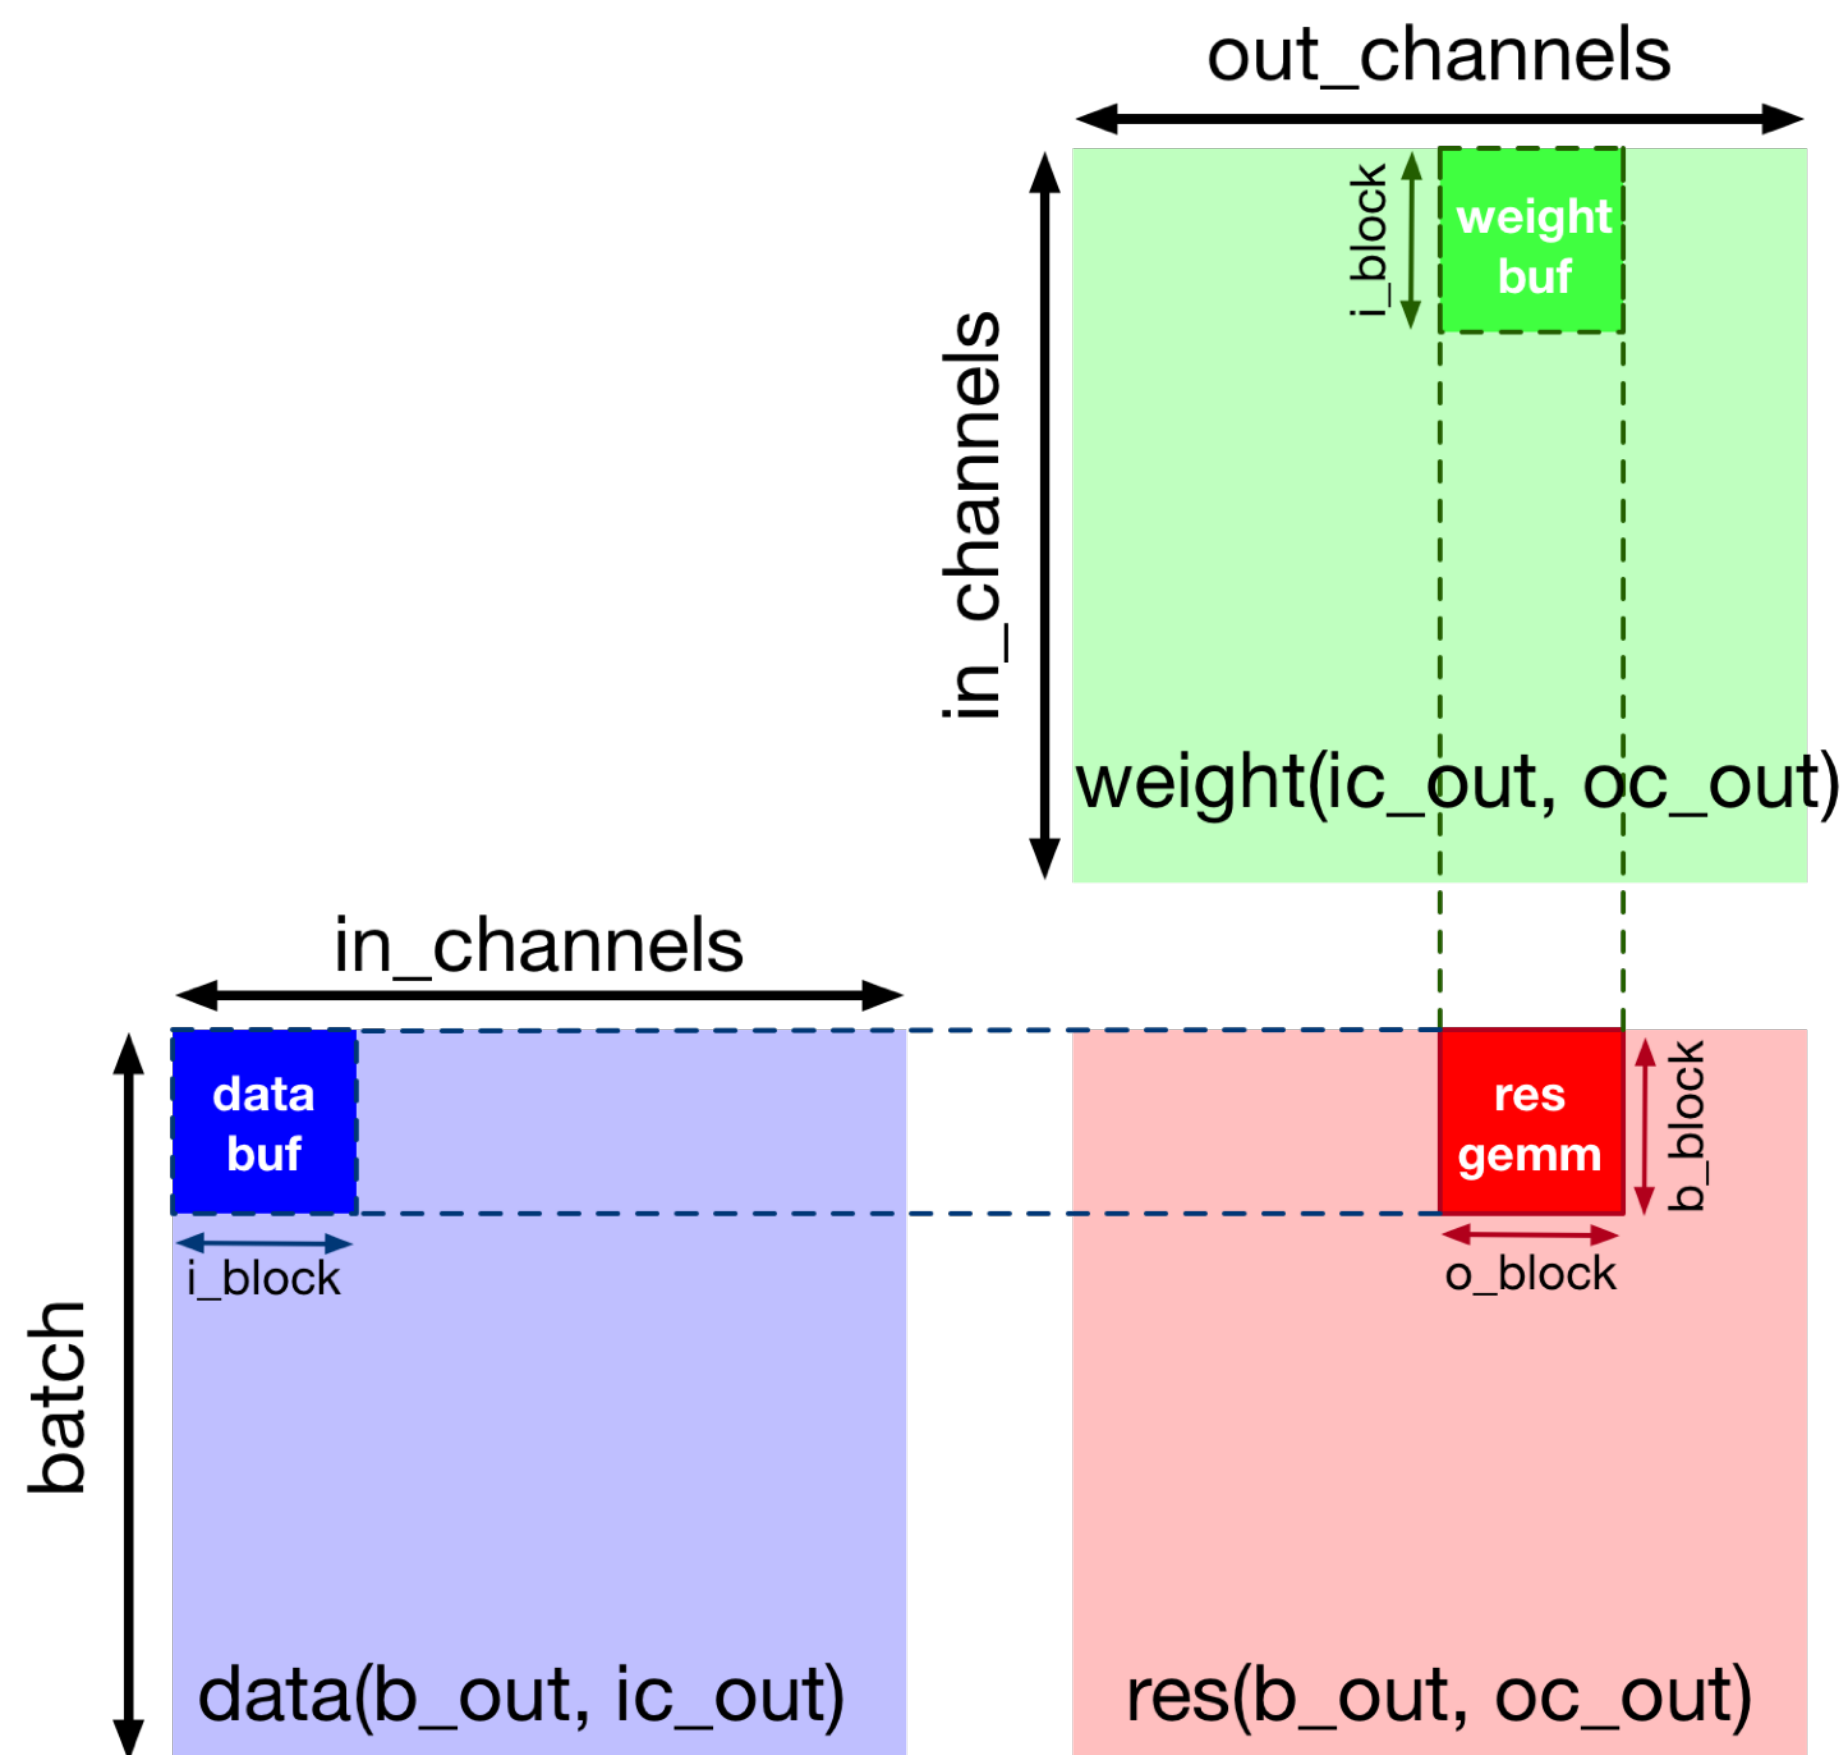 out_channels
i_block
weight
buf
in_channels
weight(ic_out, oc_out)
in_channels
data
buf
i_block
batch
data(b_out, ic_out)
res
gemm
b_block
o_block
res(b_out, oc_out)